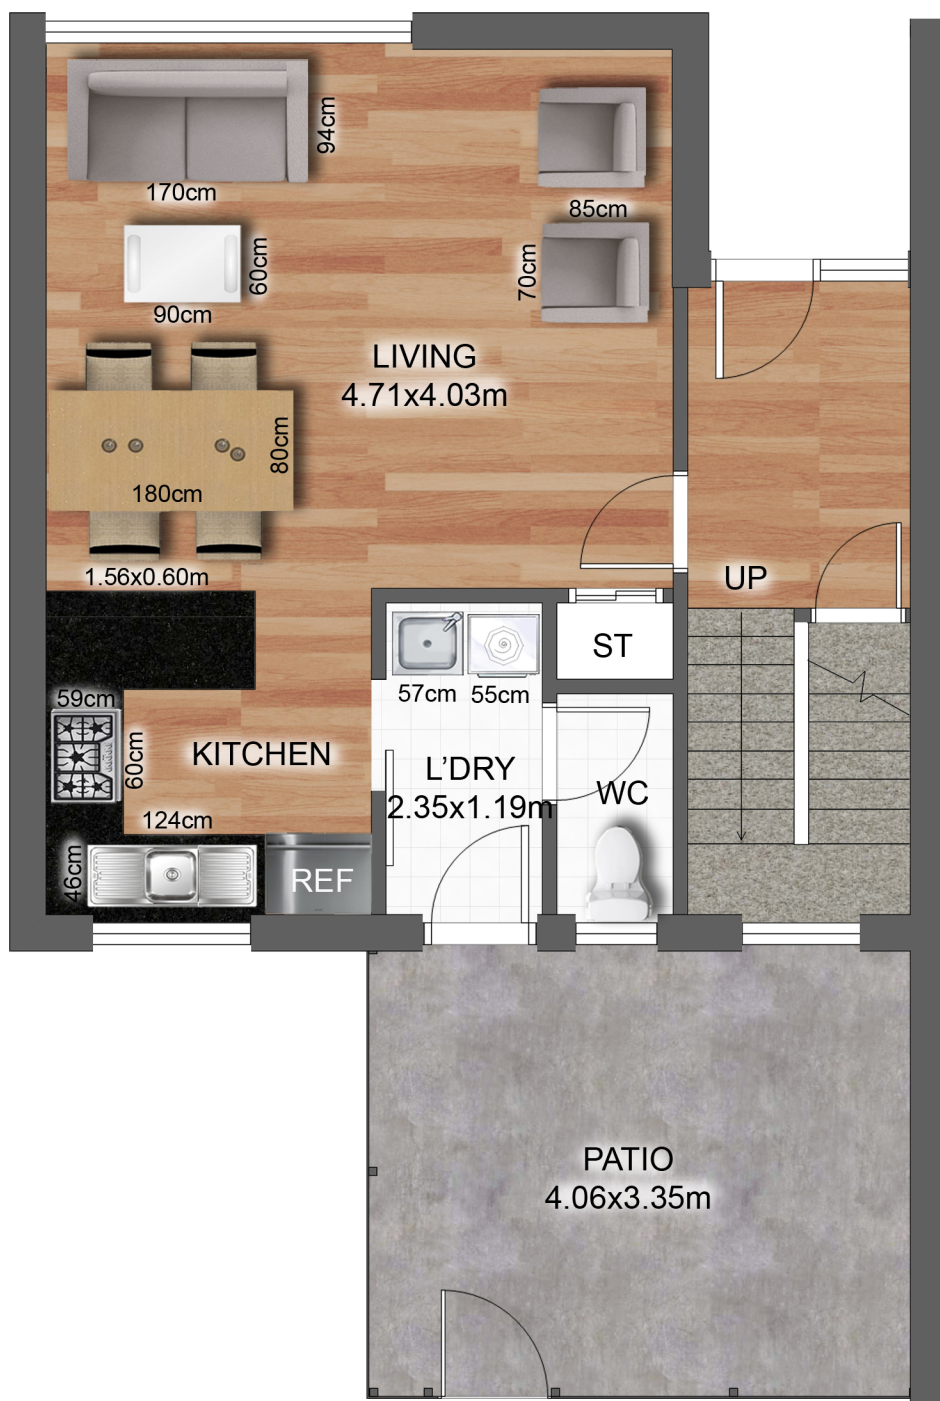 94cm
170cm
85cm
60cm
70cm
90cm
LIVING
4.71x4.03m
80cm
180cm
1.56x0.60m
UP
ST
59cm
57cm
55cm
KITCHEN
60cm
L'DRY
2.35x1.19m
WC
124cm
46cm
REF
PATIO
4.06x3.35m